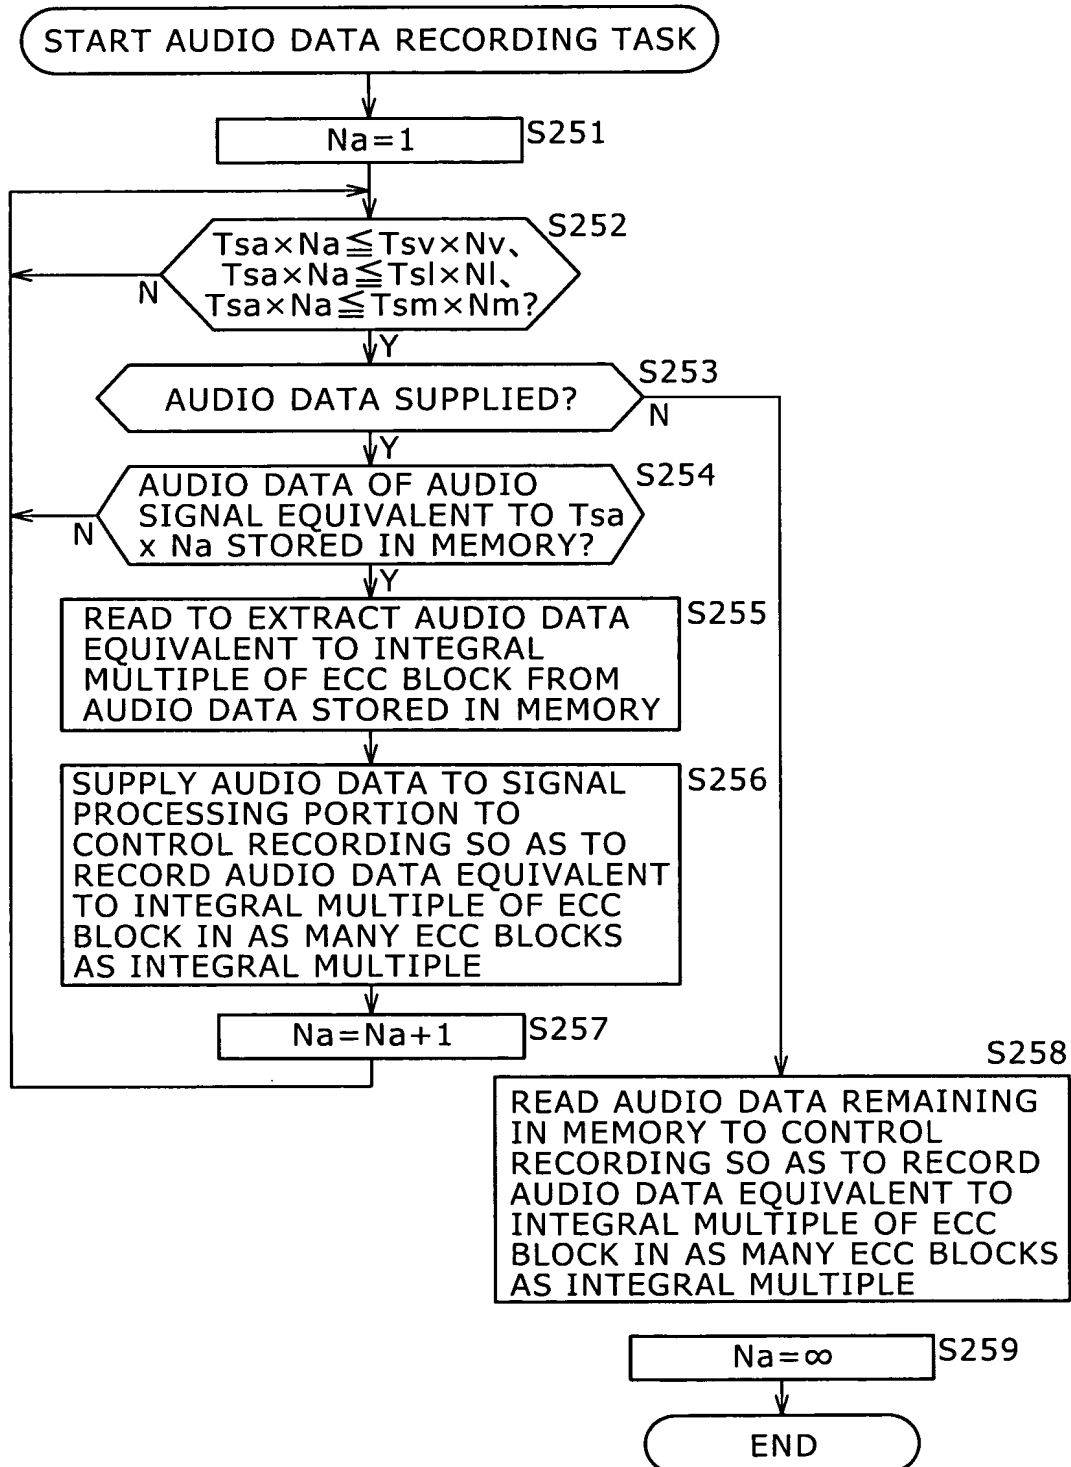 START AUDIO DATA RECORDING TASK
Na=1
S251
S252
Tsa×Na≦Tsv×Nv、
Tsa×Na≦Tsl×Nl、
Tsa×Na≦Tsm×Nm?
N
Y
S253
AUDIO DATA SUPPLIED?
N
Y
S254
AUDIO DATA OF AUDIO
SIGNAL EQUIVALENT TO Tsa
x Na STORED IN MEMORY?
N
Y
S255
READ TO EXTRACT AUDIO DATA
EQUIVALENT TO INTEGRAL
MULTIPLE OF ECC BLOCK FROM
AUDIO DATA STORED IN MEMORY
S256
SUPPLY AUDIO DATA TO SIGNAL
PROCESSING PORTION TO
CONTROL RECORDING SO AS TO
RECORD AUDIO DATA EQUIVALENT
TO INTEGRAL MULTIPLE OF ECC
BLOCK IN AS MANY ECC BLOCKS
AS INTEGRAL MULTIPLE
Na=Na+1
S257
S258
READ AUDIO DATA REMAINING
IN MEMORY TO CONTROL
RECORDING SO AS TO RECORD
AUDIO DATA EQUIVALENT TO
INTEGRAL MULTIPLE OF ECC
BLOCK IN AS MANY ECC BLOCKS
AS INTEGRAL MULTIPLE
Na=∞
S259
END